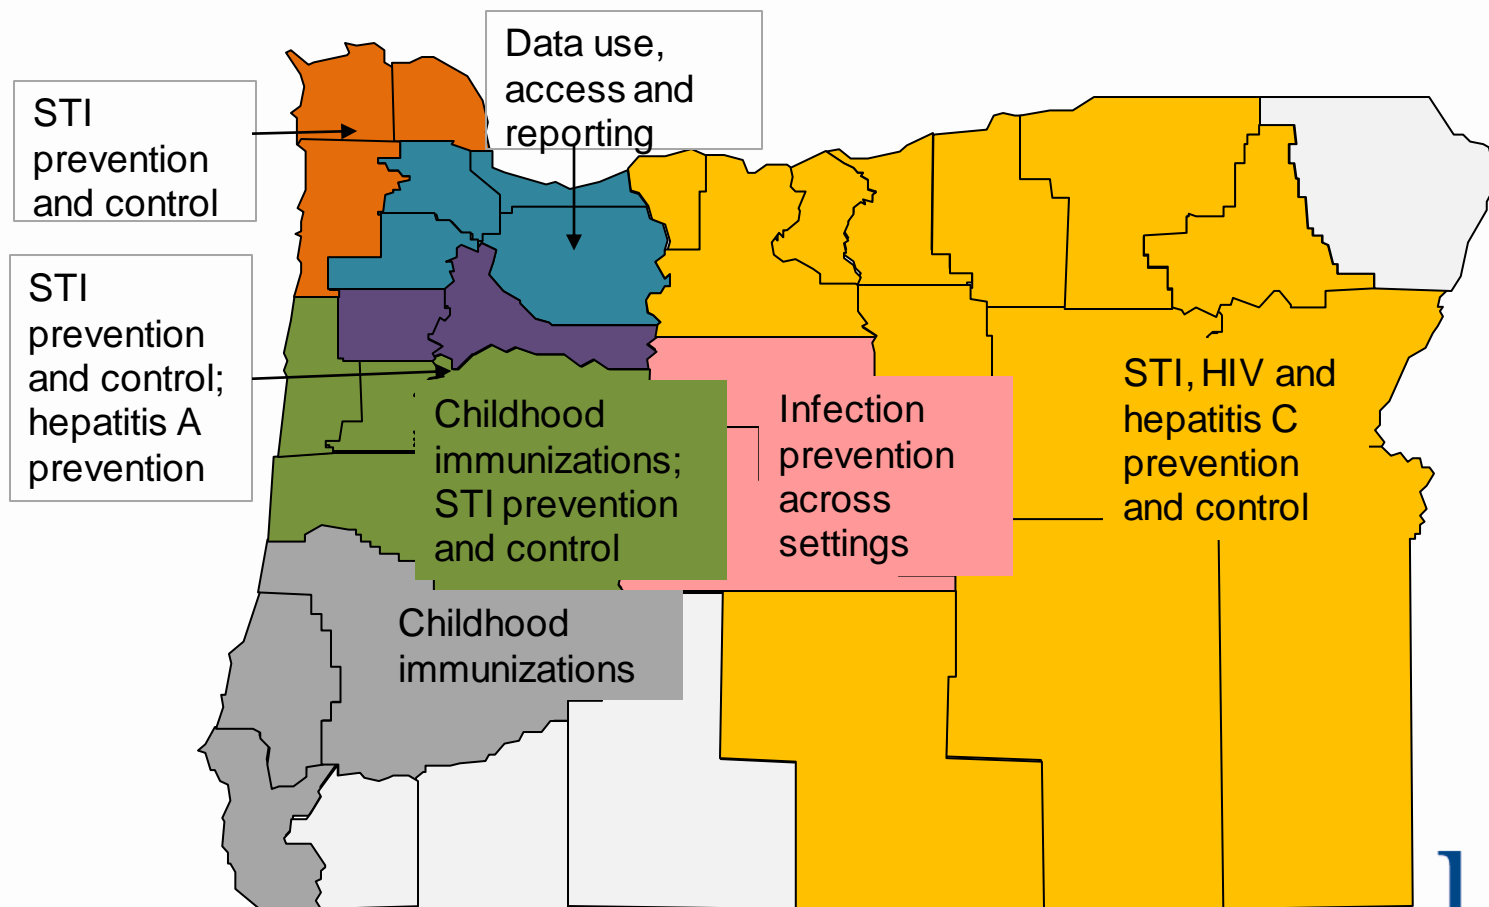 Data use,
access and
reporting
STI
prevention
and control
STI
prevention
and control;
hepatitis A
prevention
Childhood
immunizations;
STI prevention
and control
Infection
prevention
across
settings
STI, HIV and
hepatitis C
prevention
and control
Childhood
immunizations